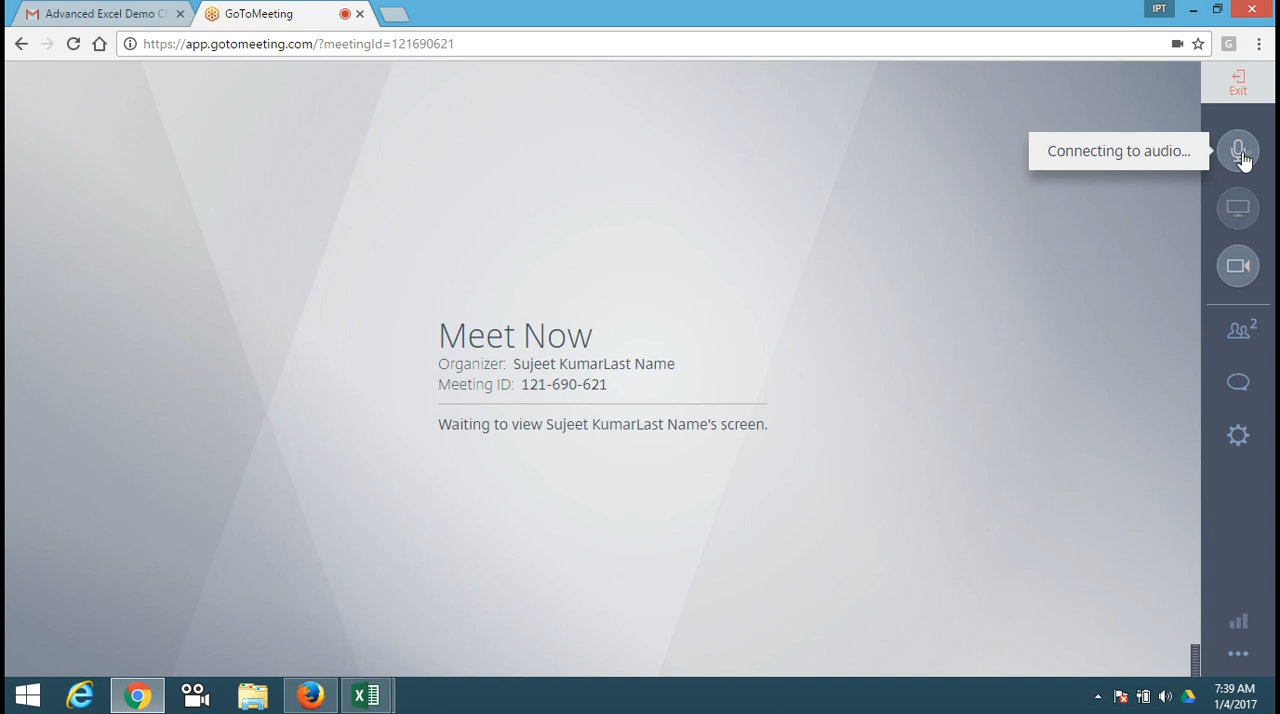 Advanced Excel Demo Cl
GoToMeeting
IPT
https://app.gotomeeting.com/?meetingId=121690621
G
Exit
Connecting to audio...
Meet Now
Organizer: Sujeet KumarLast Name
Meeting ID: 121-690-621
2
Waiting to view Sujeet KumarLast Name's screen.
7:39 AM
1/4/2017